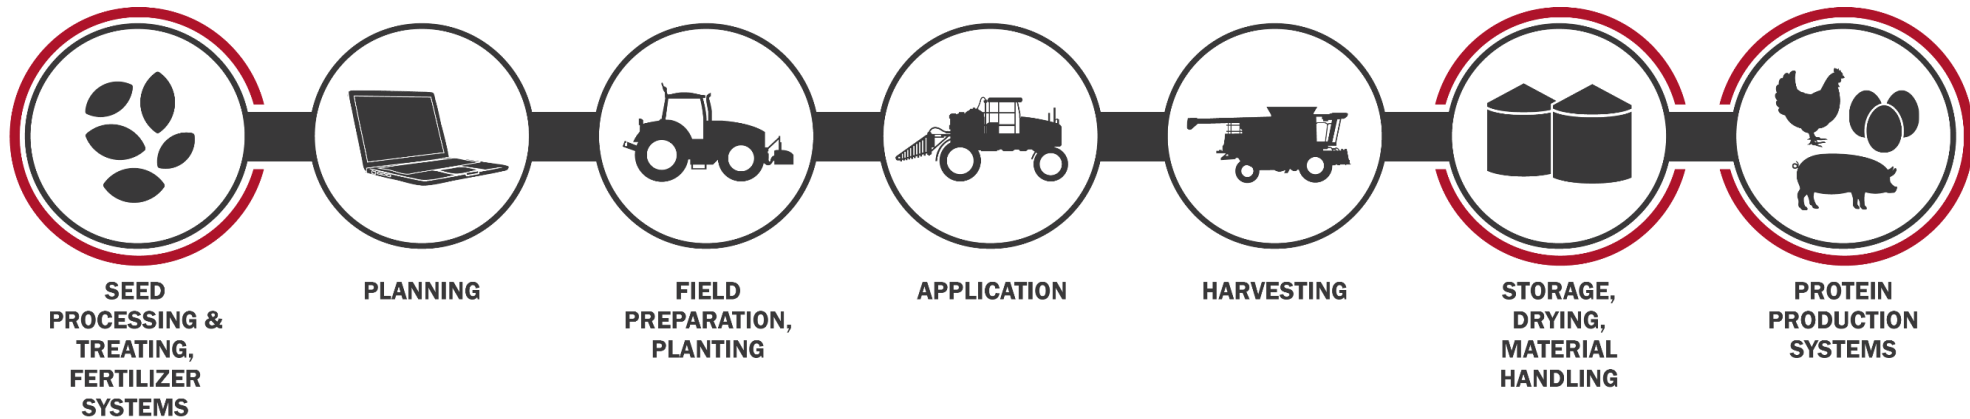 SEED
PROCESSING &
TREATING,
FERTILIZER
SYSTEMS
PLANNING
FIELD
PREPARATION,
PLANTING
APPLICATION
HARVESTING
STORAGE,
DRYING,
MATERIAL
HANDLING
PROTEIN
PRODUCTION
SYSTEMS